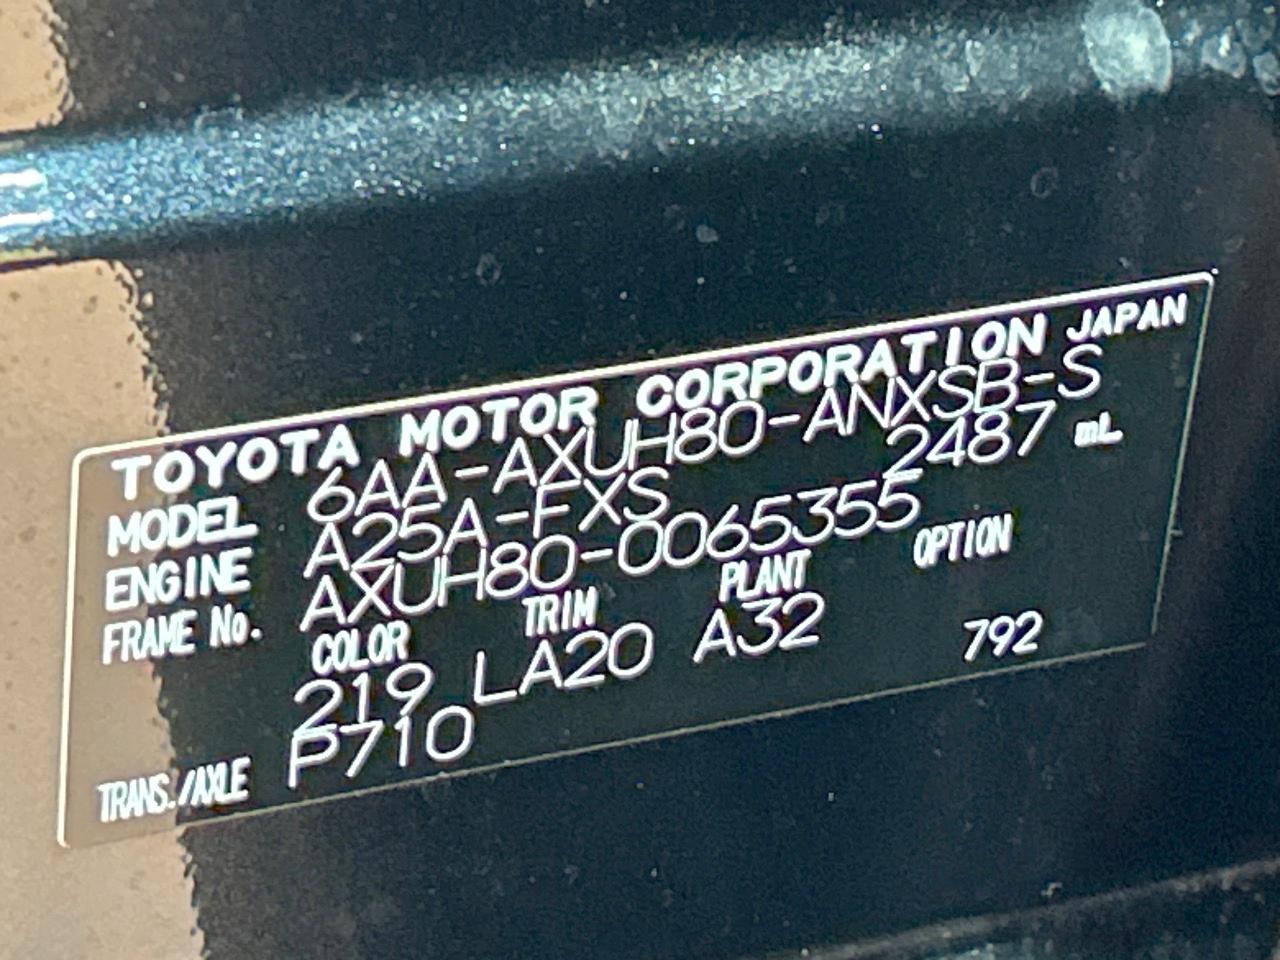 TOYOTA MOTOR CORPORATION JAPAN
MODEL 6AA-AXUH80-ANXSB-S
ENGINE A25A-FXS 2487 mL
FRAME No. AXUH80-0065355
COLOR TRIM PLANT OPTION
219 LA20 A32 792
TRANS./AXLE P710